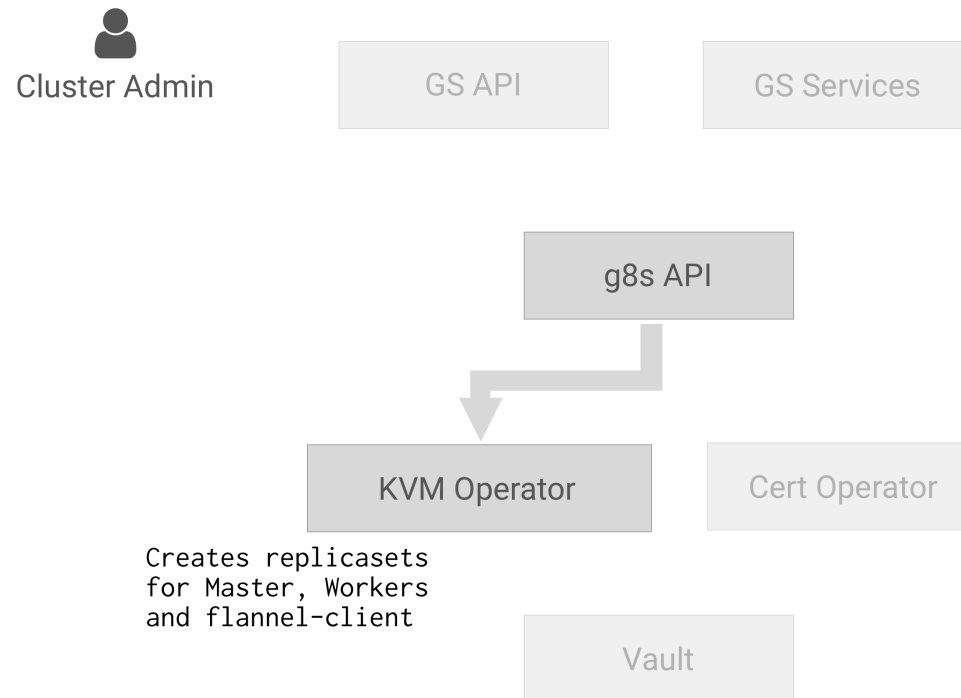 Cluster Admin
GS API
GS Services
g8s API
KVM Operator
Cert Operator
Creates replicasets
for Master, Workers
and flannel-client
Vault